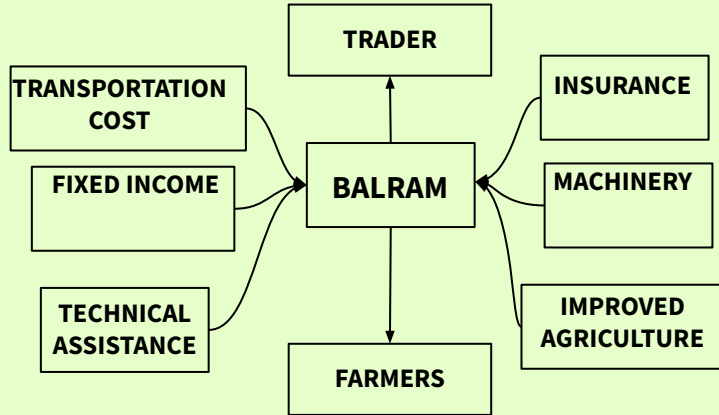 TRADER
TRANSPORTATION
COST
INSURANCE
FIXED INCOME
BALRAM
MACHINERY
TECHNICAL
ASSISTANCE
IMPROVED
AGRICULTURE
FARMERS